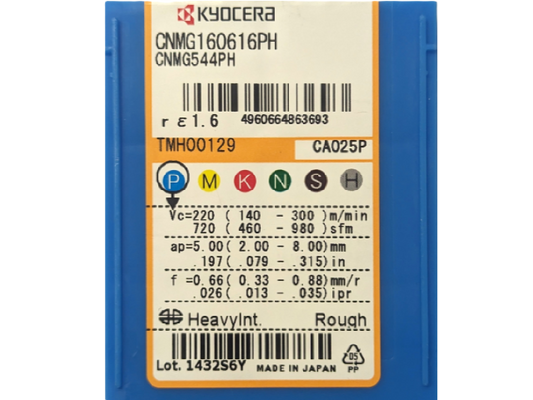 KYOCERA
CNMG160616PH
CNMG544PH
rε1.6 4960664863693
TMH00129 CA025P
P M K N S H
Vc=220 ( 140 - 300 ) m/min
720 ( 460 - 980 ) sfm
ap=5.00 ( 2.00 - 8.00 ) mm
.197 ( .079 - .315 ) in
f =0.66 ( 0.33 - 0.88 ) mm/r
.026 ( .013 - .035 ) ipr
HeavyInt. Rough
Lot. 1432S6Y MADE IN JAPAN 05
PP